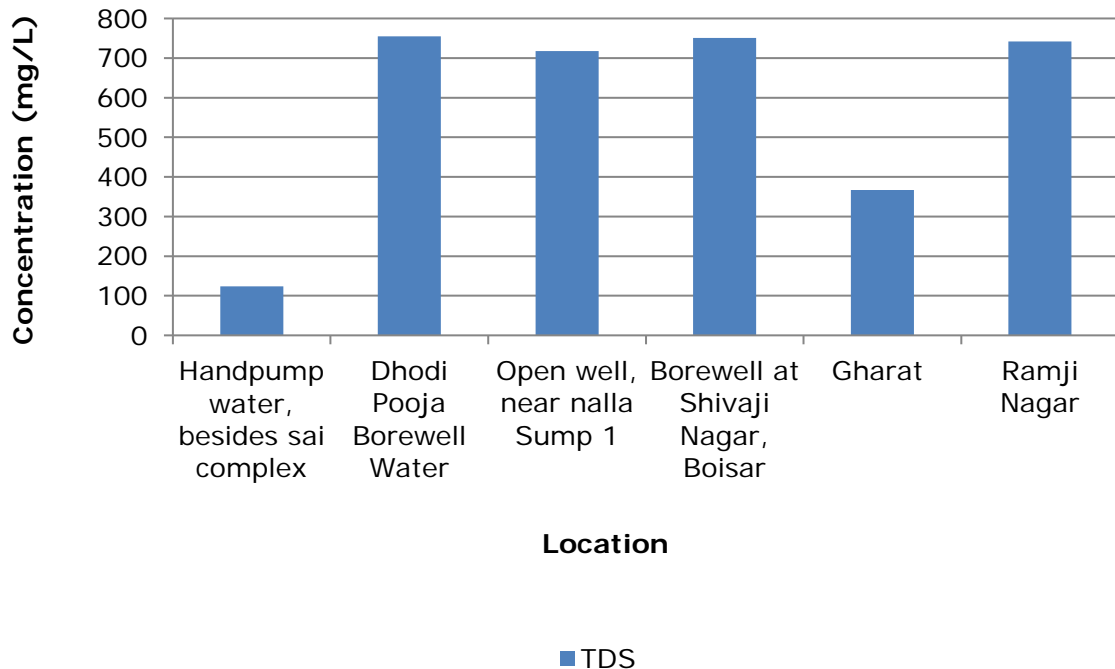 Concentration (mg/L)
800
700
600
500
400
300
200
100
0
Handpump
water,
besides sai
complex
Dhodi
Pooja
Borewell
Water
Open well,
near nalla
Sump 1
Borewell at
Shivaji
Nagar,
Boisar
Gharat
Ramji
Nagar
Location
TDS